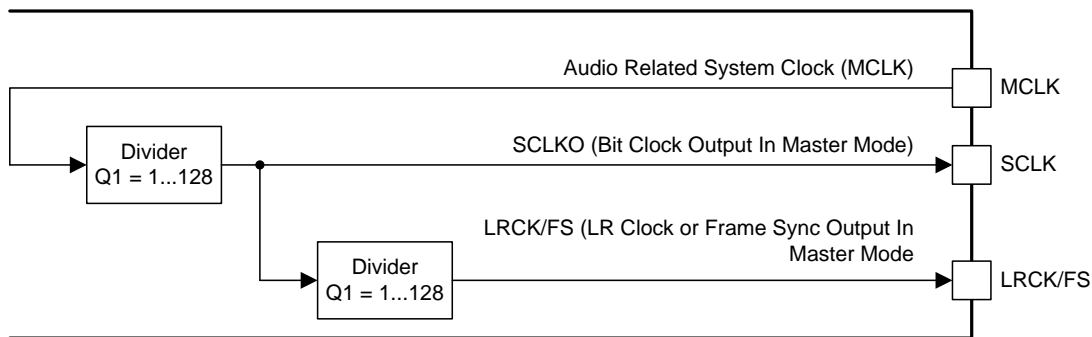 Audio Related System Clock (MCLK)
MCLK
Divider
Q1 = 1...128
SCLKO (Bit Clock Output In Master Mode)
SCLK
LRCK/FS (LR Clock or Frame Sync Output In
Master Mode
Divider
Q1 = 1...128
LRCK/FS